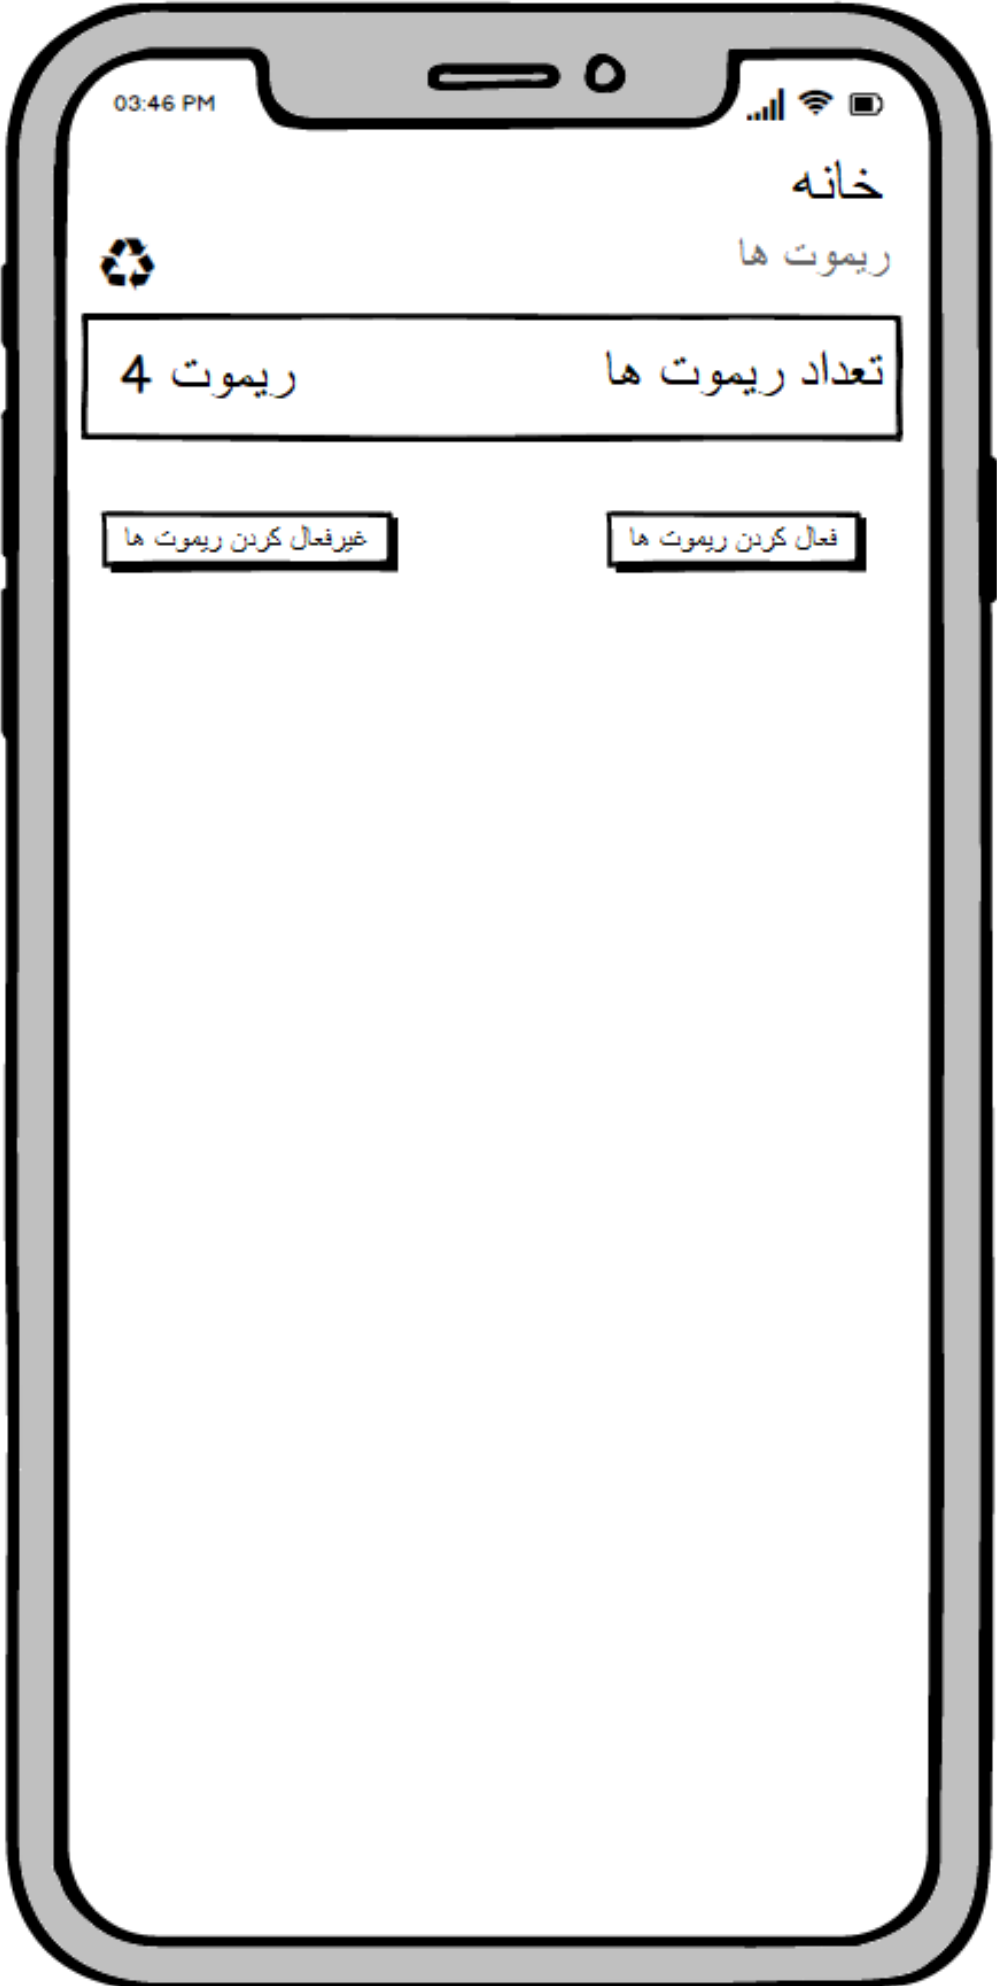 03:46 PM
خانه
ریموت ها
تعداد ریموت ها
ریموت 4
فعال کردن ریموت ها
غیرفعال کردن ریموت ها